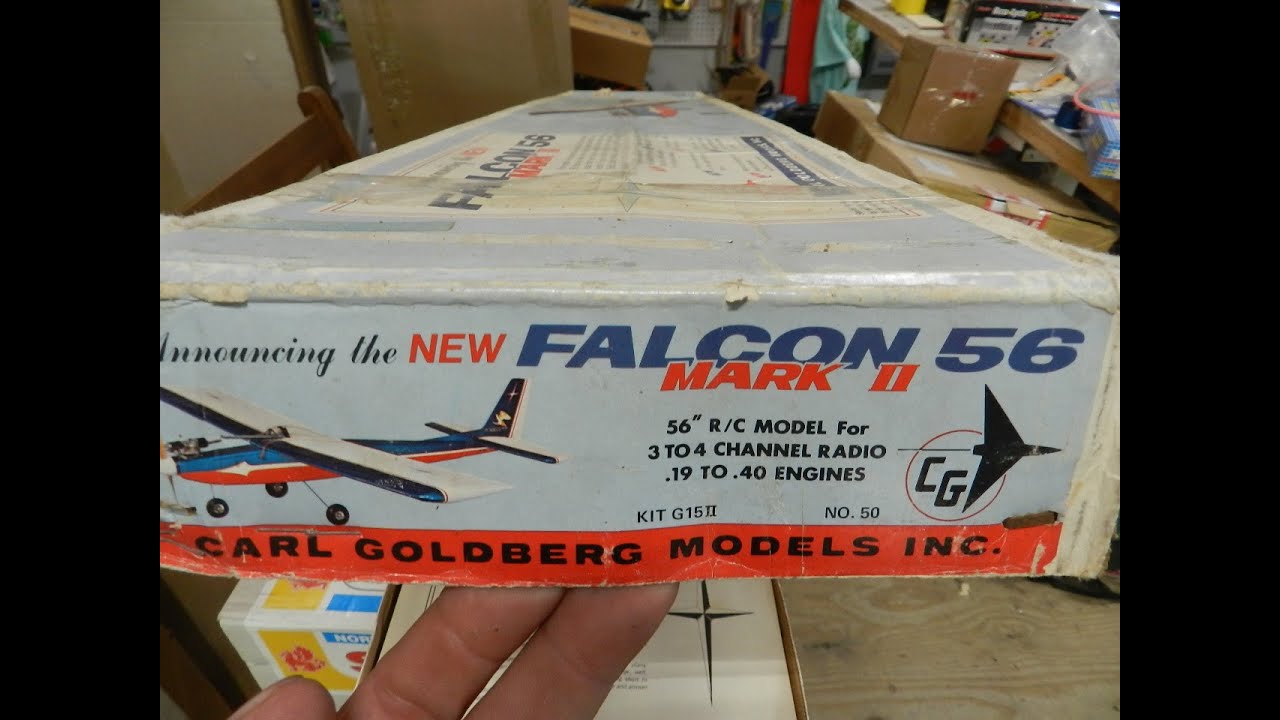 FALCON 56
MARK II
Announcing the NEW FALCON 56
MARK II
56" R/C MODEL For
3 TO 4 CHANNEL RADIO
.19 TO .40 ENGINES
CG
KIT G15II NO. 50
CARL GOLDBERG MODELS INC.
NOR